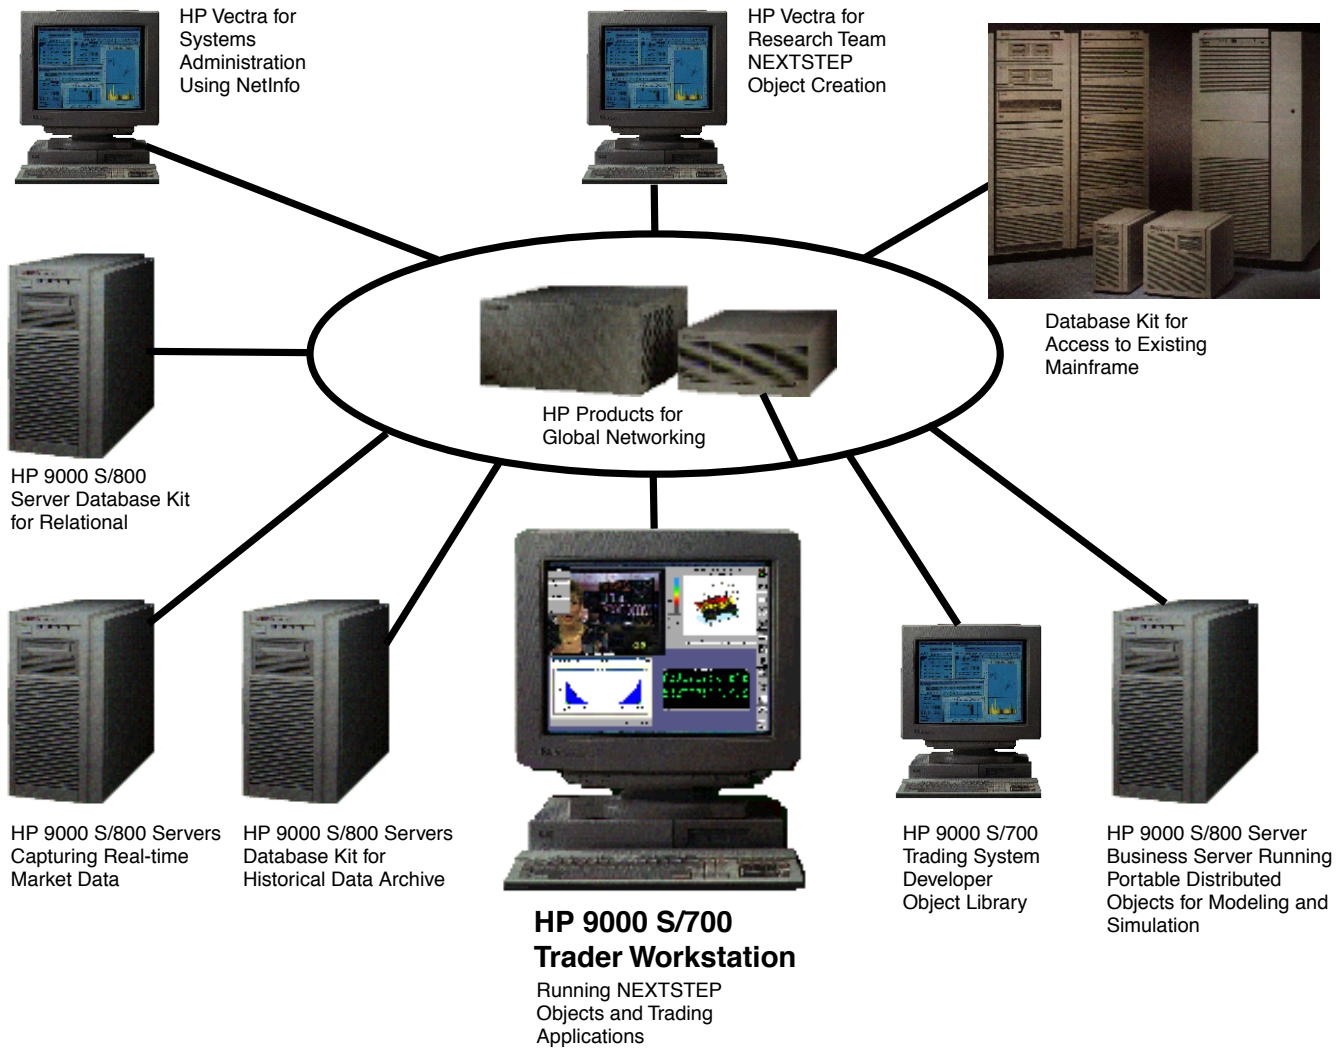 HP Vectra for
Systems
Administration
Using NetInfo
HP Vectra for
Research Team
NEXTSTEP
Object Creation
Database Kit for
Access to Existing
Mainframe
HP Products for
Global Networking
HP 9000 S/800
Server Database Kit
for Relational
HP 9000 S/800 Servers
Capturing Real-time
Market Data
HP 9000 S/800 Servers
Database Kit for
Historical Data Archive
HP 9000 S/700
Trader Workstation
Running NEXTSTEP
Objects and Trading
Applications
HP 9000 S/700
Trading System
Developer
Object Library
HP 9000 S/800 Server
Business Server Running
Portable Distributed
Objects for Modeling and
Simulation